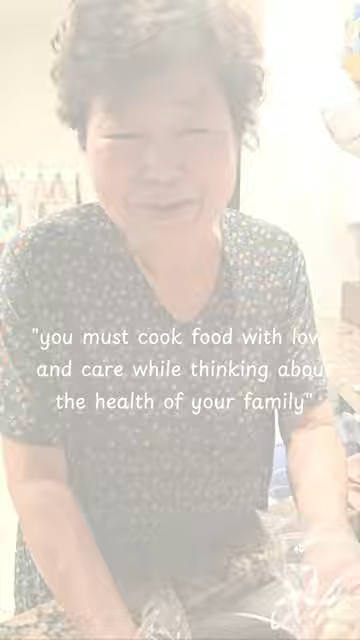 "you must cook food with lov
and care while thinking abou
the health of your family"